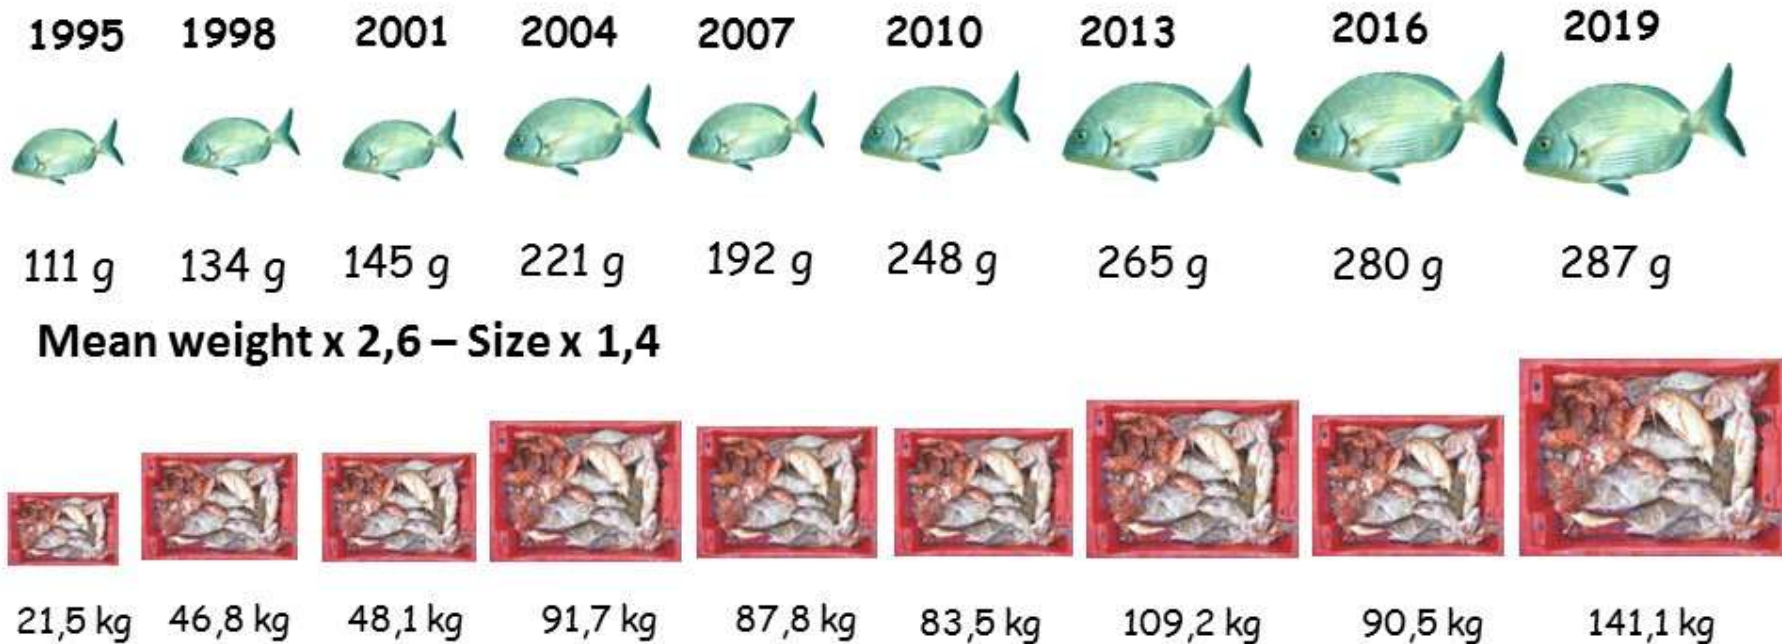 1995 1998 2001 2004 2007 2010 2013 2016 2019
111 g 134 g 145 g 221 g 192 g 248 g 265 g 280 g 287 g
Mean weight x 2,6 – Size x 1,4
21,5 kg 46,8 kg 48,1 kg 91,7 kg 87,8 kg 83,5 kg 109,2 kg 90,5 kg 141,1 kg